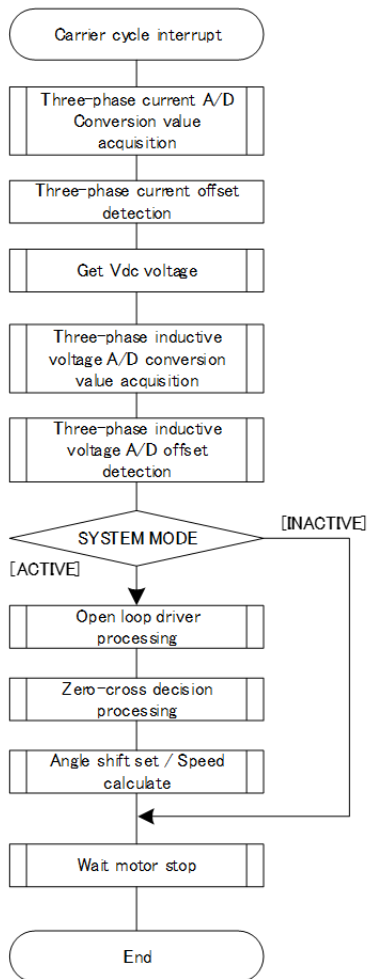 Carrier cycle interrupt
Three-phase current A/D
Conversion value
acquisition
Three-phase current offset
detection
Get Vdc voltage
Three-phase inductive
voltage A/D conversion
value acquisition
Three-phase inductive
voltage A/D offset
detection
SYSTEM MODE
[INACTIVE]
[ACTIVE]
Open loop driver
processing
Zero-cross decision
processing
Angle shift set / Speed
calculate
Wait motor stop
End